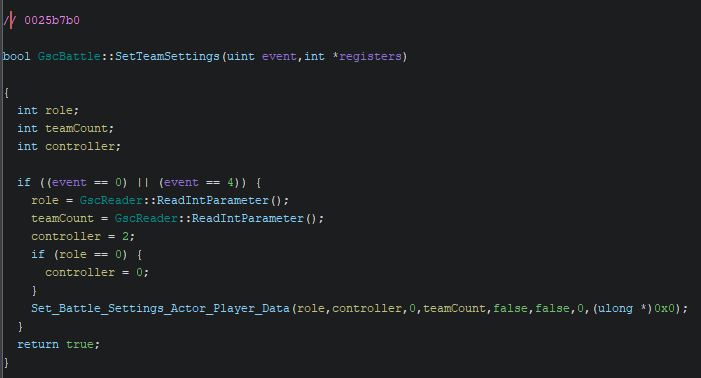 // 0025b7b0
bool GscBattle::SetTeamSettings(uint event,int *registers)
{
int role;
int teamCount;
int controller;
if ((event == 0) || (event == 4)) {
role = GscReader::ReadIntParameter();
teamCount = GscReader::ReadIntParameter();
controller = 2;
if (role == 0) {
controller = 0;
}
Set_Battle_Settings_Actor_Player_Data(role,controller,0,teamCount,false,false,0,(ulong *)0x0);
}
return true;
}